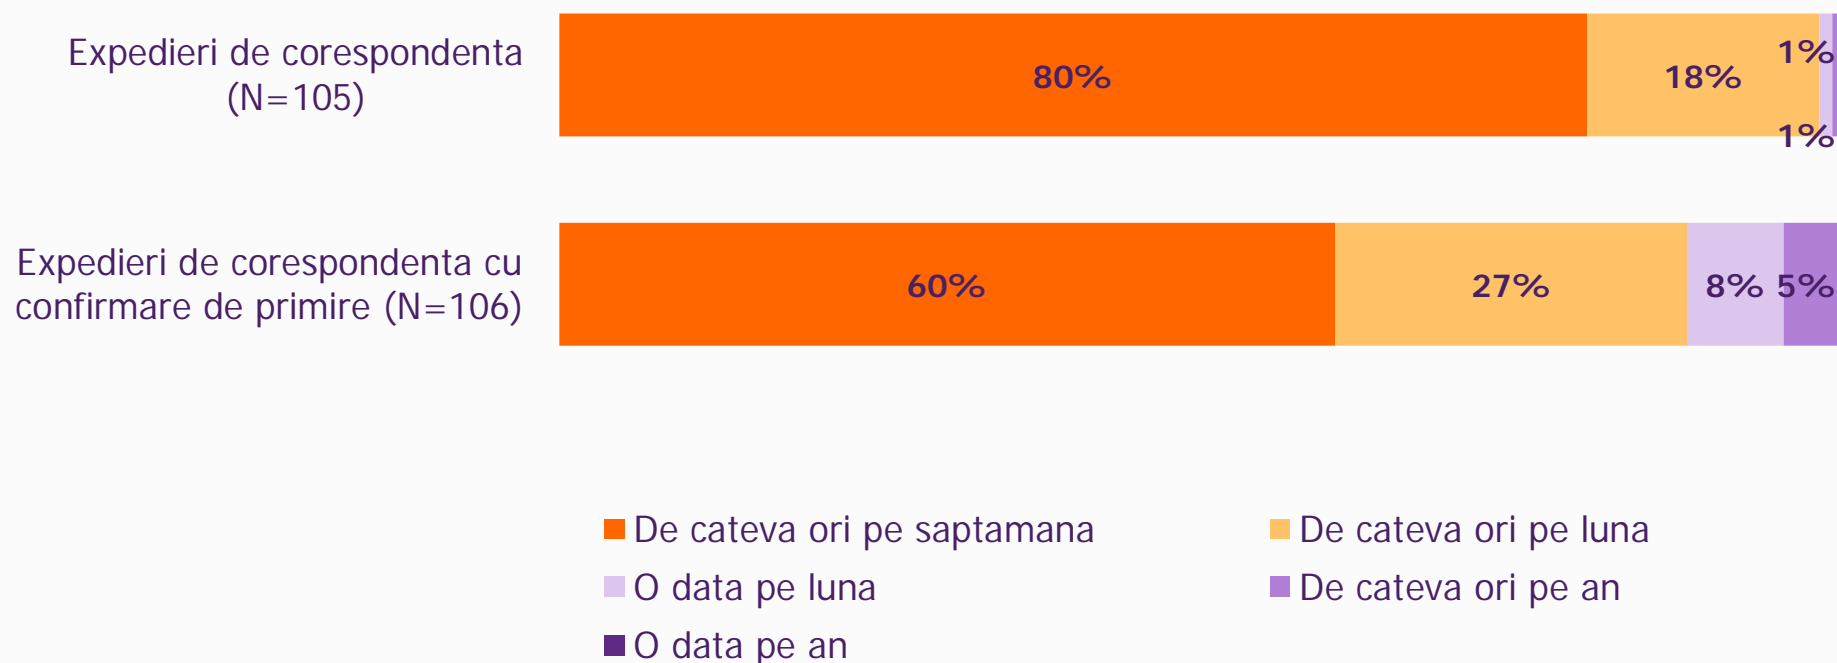 Expedieri de corespondenta
(N=105)
80%
18%
1%
1%
Expedieri de corespondenta cu
confirmare de primire (N=106)
60%
27%
8%
5%
De cateva ori pe saptamana
De cateva ori pe luna
O data pe luna
De cateva ori pe an
O data pe an